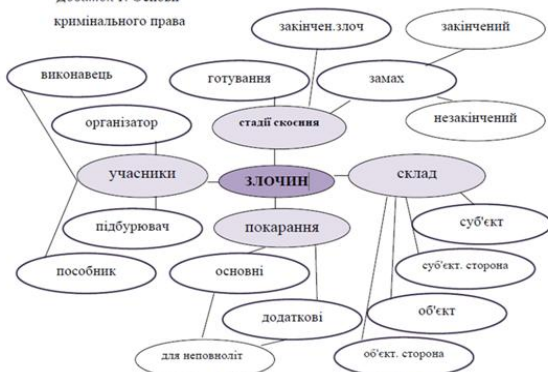 кримінального права
закінчен.злоч
закінчений
виконавець
готування
замах
організатор
стадії скоєння
незакінчений
учасники
ЗЛОЧИН
склад
підбурювач
покарання
суб'єкт
пособник
основні
суб'єкт. сторона
додаткові
об'єкт
для неповноліт
об'єкт. сторона